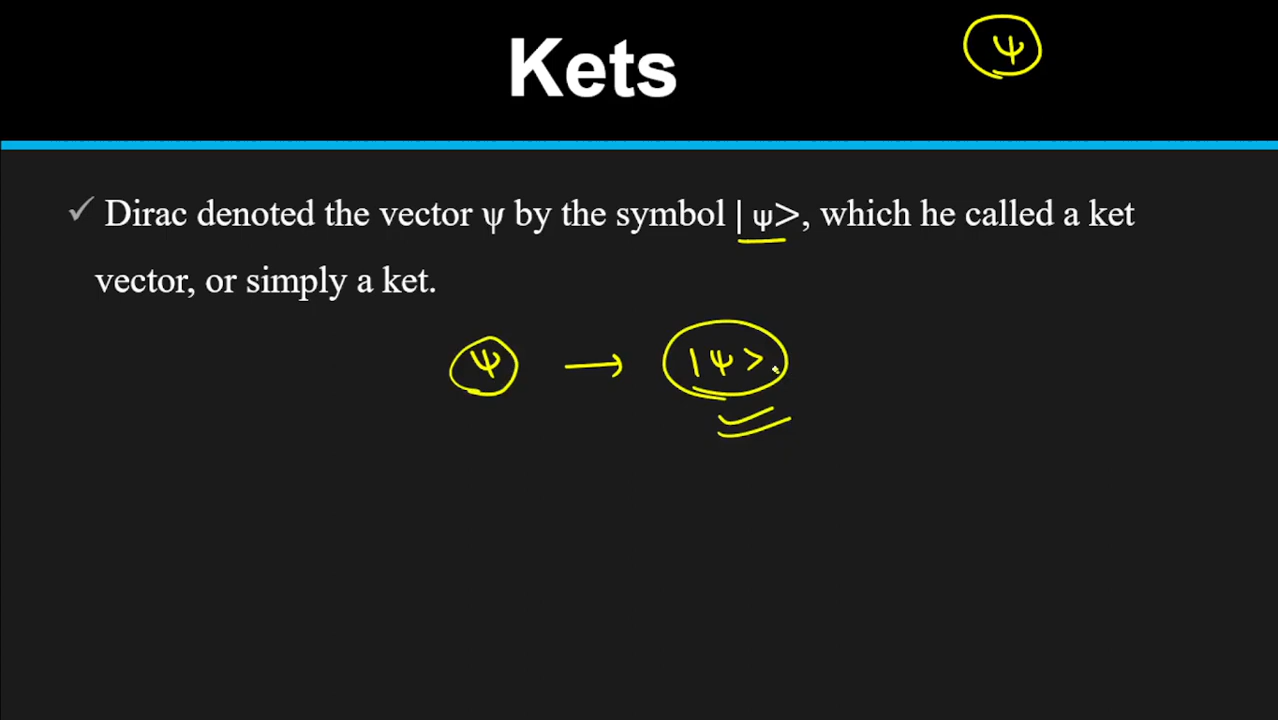 Kets
ψ
✓ Dirac denoted the vector ψ by the symbol | ψ>, which he called a ket
vector, or simply a ket.
ψ → |ψ>